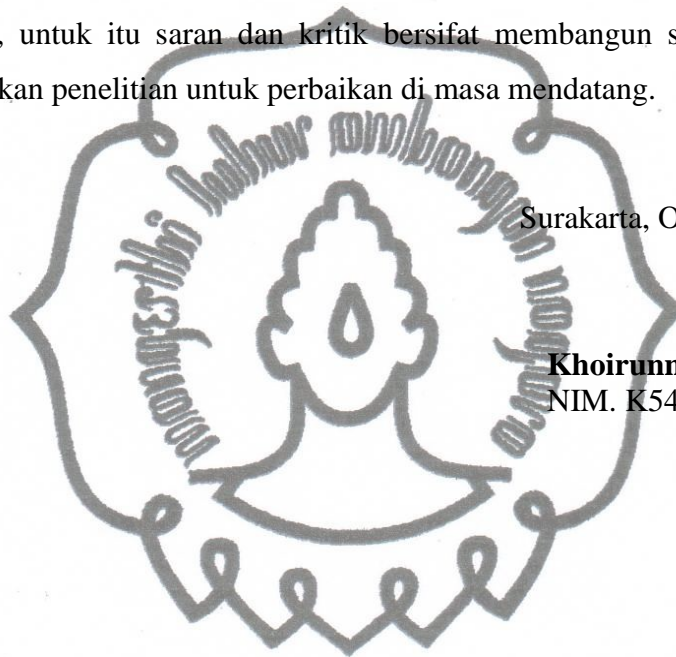 , untuk itu saran dan kritik bersifat membangun s
kan penelitian untuk perbaikan di masa mendatang.
Surakarta, O
Khoirunn
NIM. K54